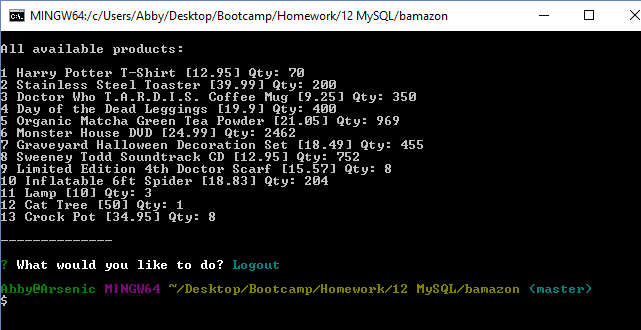 MINGW64:/c/Users/Abby/Desktop/Bootcamp/Homework/12 MySQL/bamazon
All available products:
1 Harry Potter T-Shirt [12.95] Qty: 70
2 Stainless Steel Toaster [39.99] Qty: 200
3 Doctor Who T.A.R.D.I.S. Coffee Mug [9.25] Qty: 350
4 Day of the Dead Leggings [19.9] Qty: 400
5 Organic Matcha Green Tea Powder [21.05] Qty: 969
6 Monster House DVD [24.99] Qty: 2462
7 Graveyard Halloween Decoration Set [18.49] Qty: 455
8 Sweeney Todd Soundtrack CD [12.95] Qty: 752
9 Limited Edition 4th Doctor Scarf [15.57] Qty: 8
10 Inflatable 6ft Spider [18.83] Qty: 204
11 Lamp [10] Qty: 3
12 Cat Tree [50] Qty: 1
13 Crock Pot [34.95] Qty: 8
--------------
? What would you like to do? Logout
Abby@Arsenic MINGW64 ~/Desktop/Bootcamp/Homework/12 MySQL/bamazon (master)
$